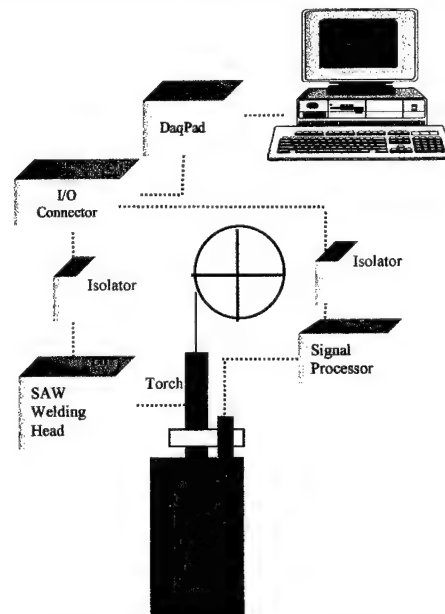 DaqPad
I/O
Connector
Isolator
Isolator
Torch
Signal
Processor
SAW
Welding
Head